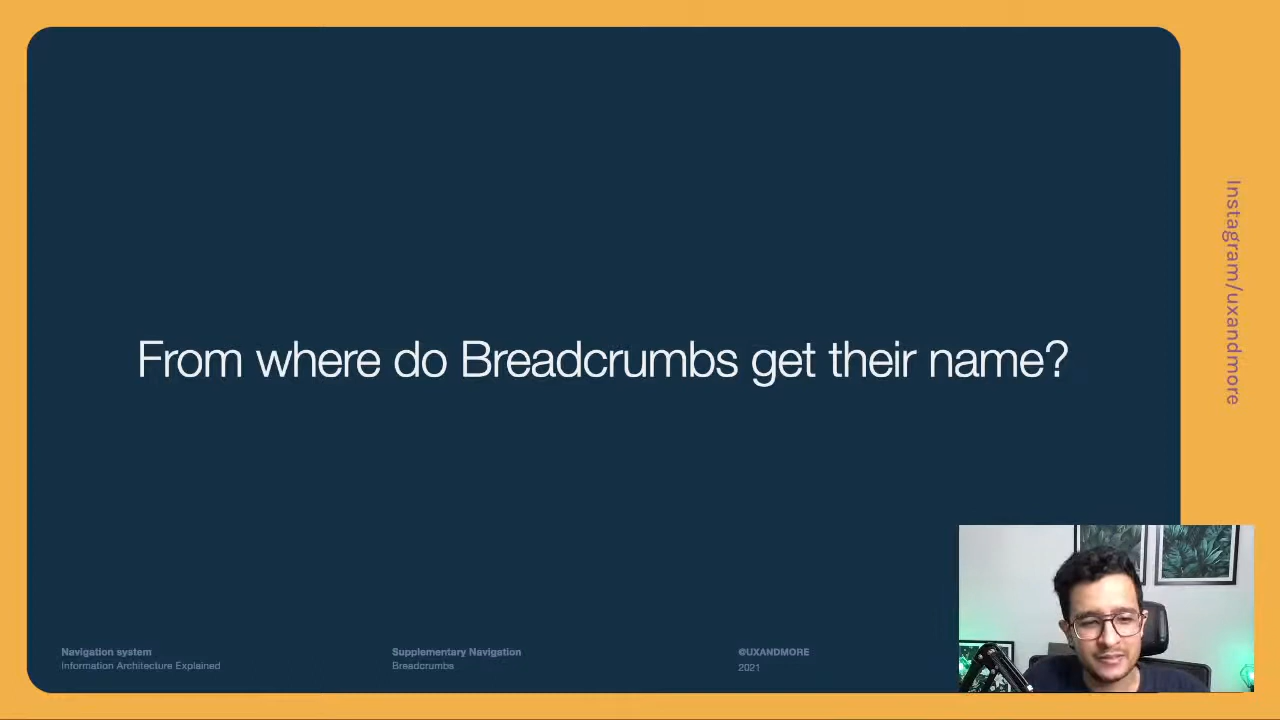 From where do Breadcrumbs get their name?
Instagram/uxandmore
Navigation system
Information Architecture Explained
Supplementary Navigation
Breadcrumbs
@UXANDMORE
2021